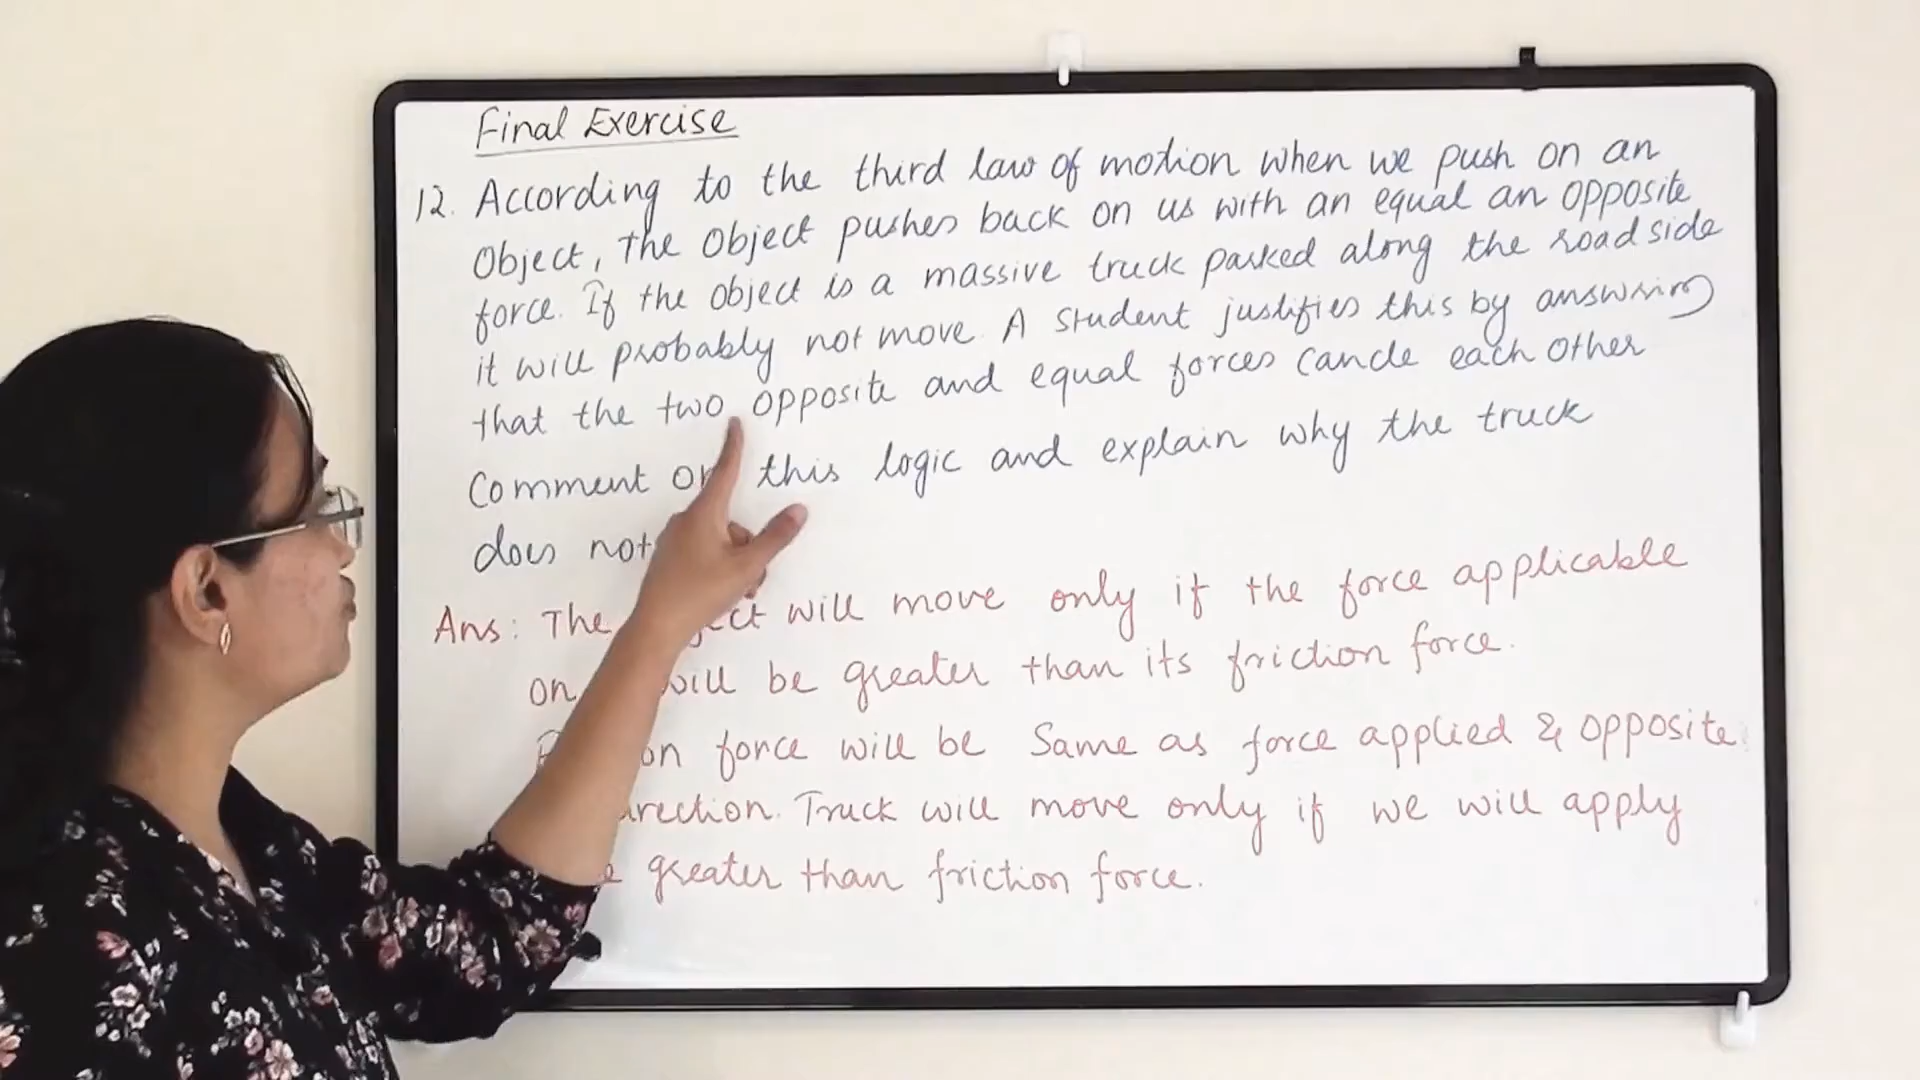 Final Exercise
12. According to the third law of motion when we push on an
Object, The Object pushes back on us with an equal an opposite
force. If the object is a massive truck parked along the road side
it will probably not move. A student justifies this by answring
that the two opposite and equal forces cancle each other
Comment on this logic and explain why the truck
does not
Ans: The will move only if the force applicable
on will be greater than its friction force.
force will be Same as force applied & opposite
Truck will move only if we will apply
greater than friction force.